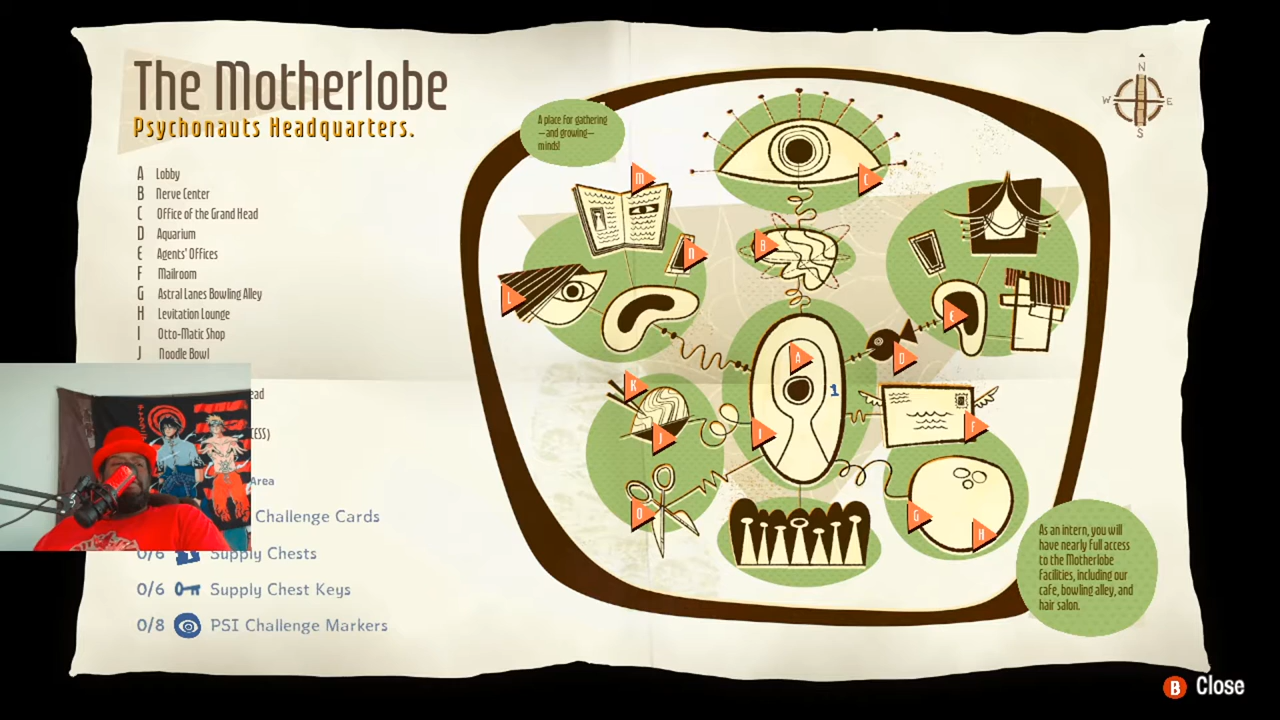 The Motherlobe
Psychonauts Headquarters.
A Lobby
B Nerve Center
C Office of the Grand Head
D Aquarium
E Agents' Offices
F Mailroom
G Astral Lanes Bowling Alley
H Levitation Lounge
I Otto-Matic Shop
J Noodle Bowl
Area
Challenge Cards
0/6 Supply Chests
0/6 Supply Chest Keys
0/8 PSI Challenge Markers
A place for gathering
—and growing—
minds!
N
W E
S
M
C
B
N
L
E
A
D
K
1
F
J
I
O
G
H
As an intern, you will
have nearly full access
to the Motherlobe
facilities, including our
cafe, bowling alley, and
hair salon.
B Close